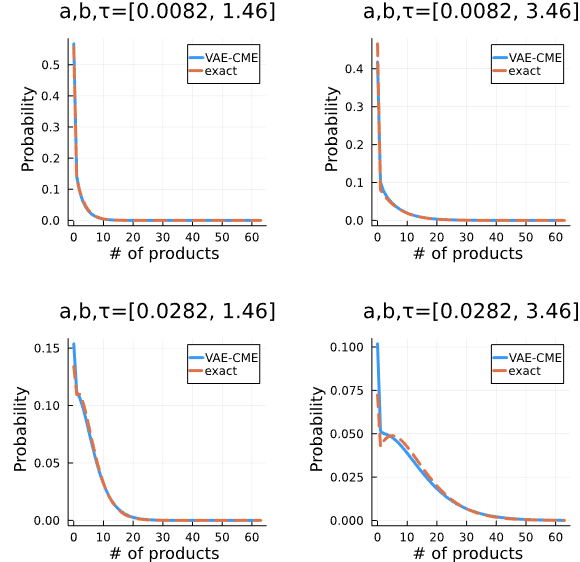 a,b,τ=[0.0082, 1.46]
a,b,τ=[0.0082, 3.46]
Probability
0.5
0.4
0.3
0.2
0.1
0.0
VAE-CME
exact
0 10 20 30 40 50 60
# of products
Probability
0.4
0.3
0.2
0.1
0.0
VAE-CME
exact
0 10 20 30 40 50 60
# of products
a,b,τ=[0.0282, 1.46]
a,b,τ=[0.0282, 3.46]
Probability
0.15
0.10
0.05
0.00
VAE-CME
exact
0 10 20 30 40 50 60
# of products
Probability
0.100
0.075
0.050
0.025
0.000
VAE-CME
exact
0 10 20 30 40 50 60
# of products